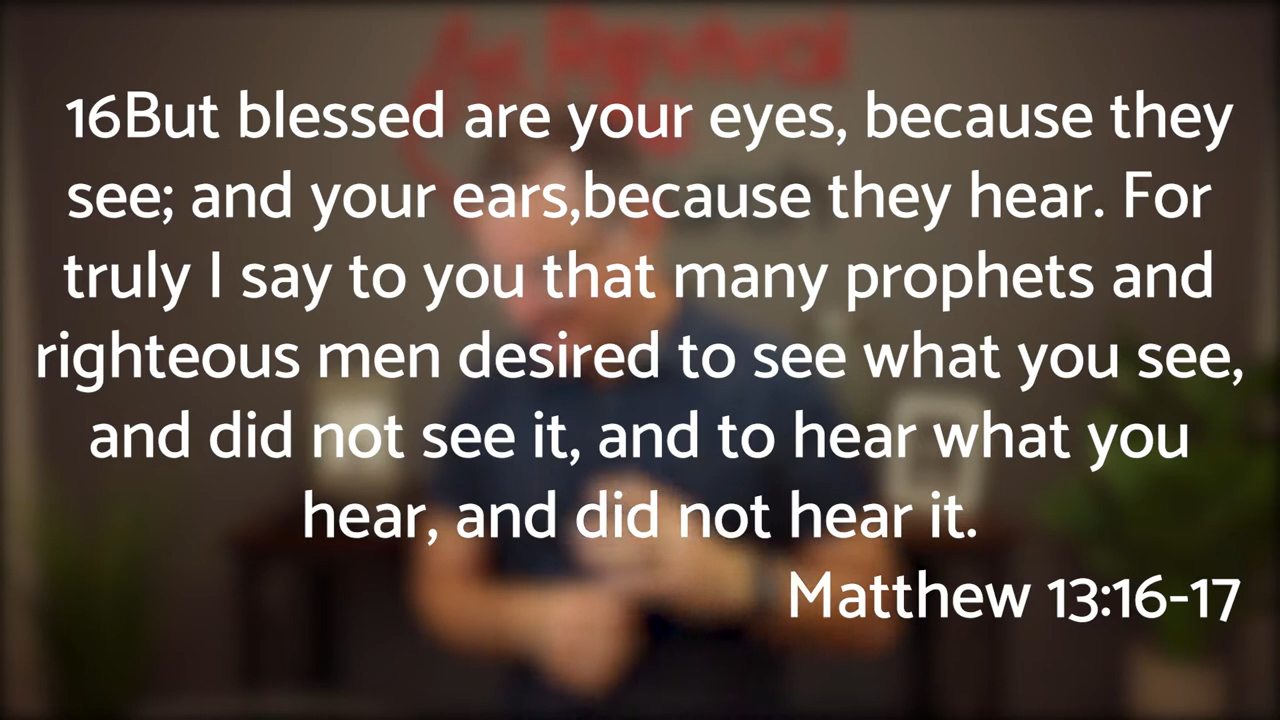 Revival
16But blessed are your eyes, because they
see; and your ears,because they hear. For
truly I say to you that many prophets and
righteous men desired to see what you see,
and did not see it, and to hear what you
hear, and did not hear it.
Matthew 13:16-17